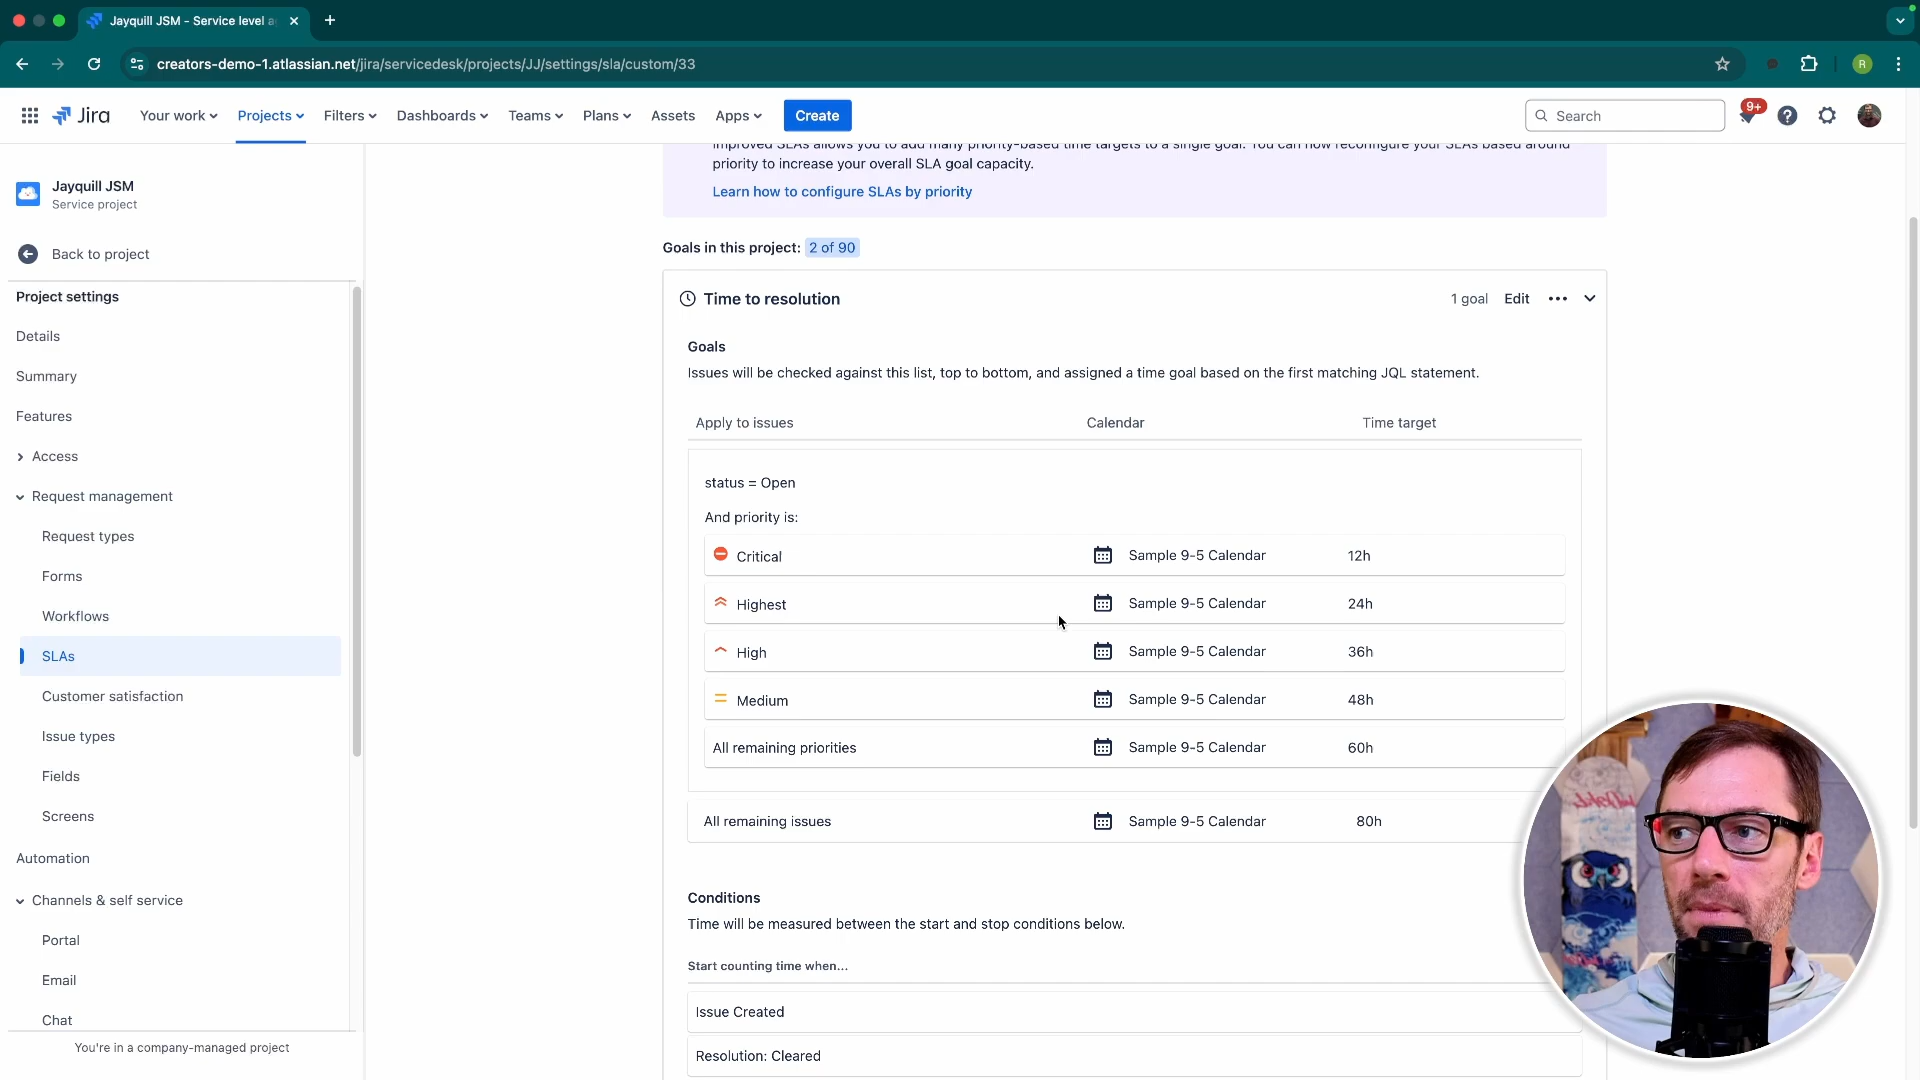 Jayquill JSM - Service level a
creators-demo-1.atlassian.net/jira/servicedesk/projects/JJ/settings/sla/custom/33
R
Jira
Your work
Projects
Filters
Dashboards
Teams
Plans
Assets
Apps
Create
Search
9+
Jayquill JSM
Service project
Back to project
Project settings
Details
Summary
Features
Access
Request management
Request types
Forms
Workflows
SLAs
Customer satisfaction
Issue types
Fields
Screens
Automation
Channels & self service
Portal
Email
Chat
You're in a company-managed project
Improved SLAs allows you to add many priority-based time targets to a single goal. You can now reconfigure your SLAs based around
priority to increase your overall SLA goal capacity.
Learn how to configure SLAs by priority
Goals in this project: 2 of 90
Time to resolution 1 goal Edit
Goals
Issues will be checked against this list, top to bottom, and assigned a time goal based on the first matching JQL statement.
Apply to issues Calendar Time target
status = Open
And priority is:
Critical Sample 9-5 Calendar 12h
Highest Sample 9-5 Calendar 24h
High Sample 9-5 Calendar 36h
Medium Sample 9-5 Calendar 48h
All remaining priorities Sample 9-5 Calendar 60h
All remaining issues Sample 9-5 Calendar 80h
Conditions
Time will be measured between the start and stop conditions below.
Start counting time when...
Issue Created
Resolution: Cleared